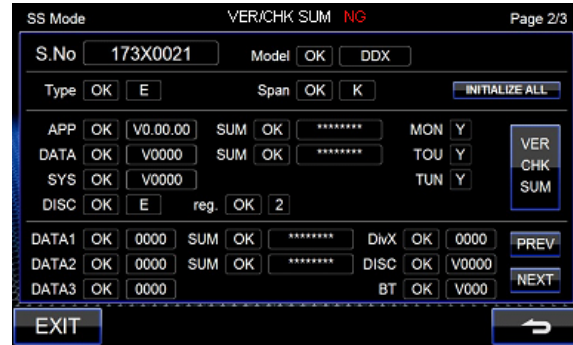 SS Mode VER/CHK SUM NG Page 2/3
S.No 173X0021 Model OK DDX
Type OK E Span OK K INITIALIZE ALL
APP OK V0.00.00 SUM OK ******** MON Y
DATA OK V0000 SUM OK ******** TOU Y
SYS OK V0000 TUN Y
DISC OK E reg. OK 2
VER
CHK
SUM
DATA1 OK 0000 SUM OK ******** DivX OK 0000 PREV
DATA2 OK 0000 SUM OK ******** DISC OK V0000
DATA3 OK 0000 BT OK V000 NEXT
EXIT